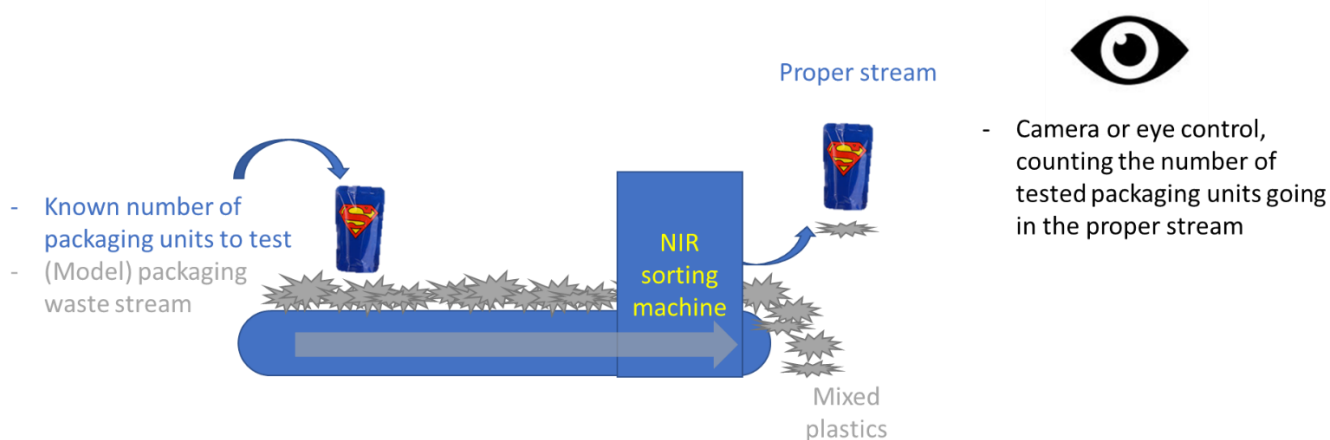 Proper stream
- Camera or eye control,
counting the number of
tested packaging units going
in the proper stream
- Known number of
packaging units to test
- (Model) packaging
waste stream
NIR
sorting
machine
Mixed
plastics